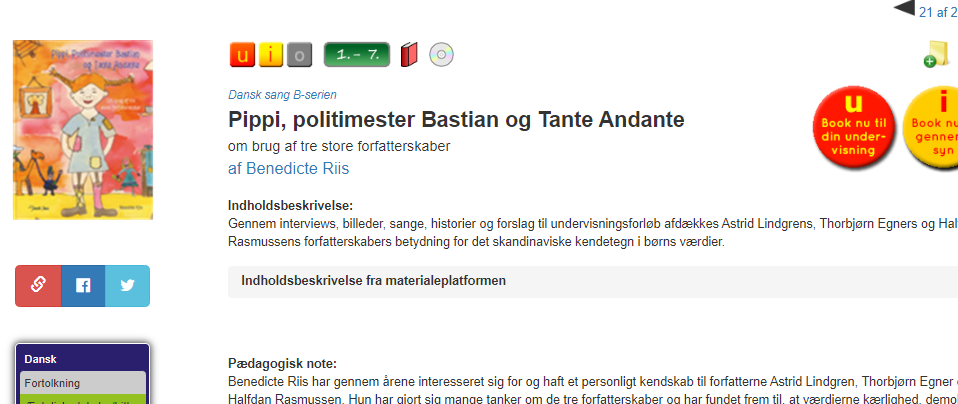 21 af 2
Pippi, Politimester Bastian
og Tante Andante
u i o 1. - 7.
Dansk sang B-serien
Pippi, politimester Bastian og Tante Andante
om brug af tre store forfatterskaber
af Benedicte Riis
u
Book nu til
din under-
visning
i
Book nu
gennem
syn
Indholdsbeskrivelse:
Gennem interviews, billeder, sange, historier og forslag til undervisningsforløb afdækkes Astrid Lindgrens, Thorbjørn Egners og Hal
Rasmussens forfatterskabers betydning for det skandinaviske kendetegn i børns værdier.
Indholdsbeskrivelse fra materialeplatformen
Dansk
Fortolkning
Pædagogisk note:
Benedicte Riis har gennem årene interesseret sig for og haft et personligt kendskab til forfatterne Astrid Lindgren, Thorbjørn Egner
Halfdan Rasmussen. Hun har gjort sig mange tanker om de tre forfatterskaber og har fundet frem til, at værdierne kærlighed, demo